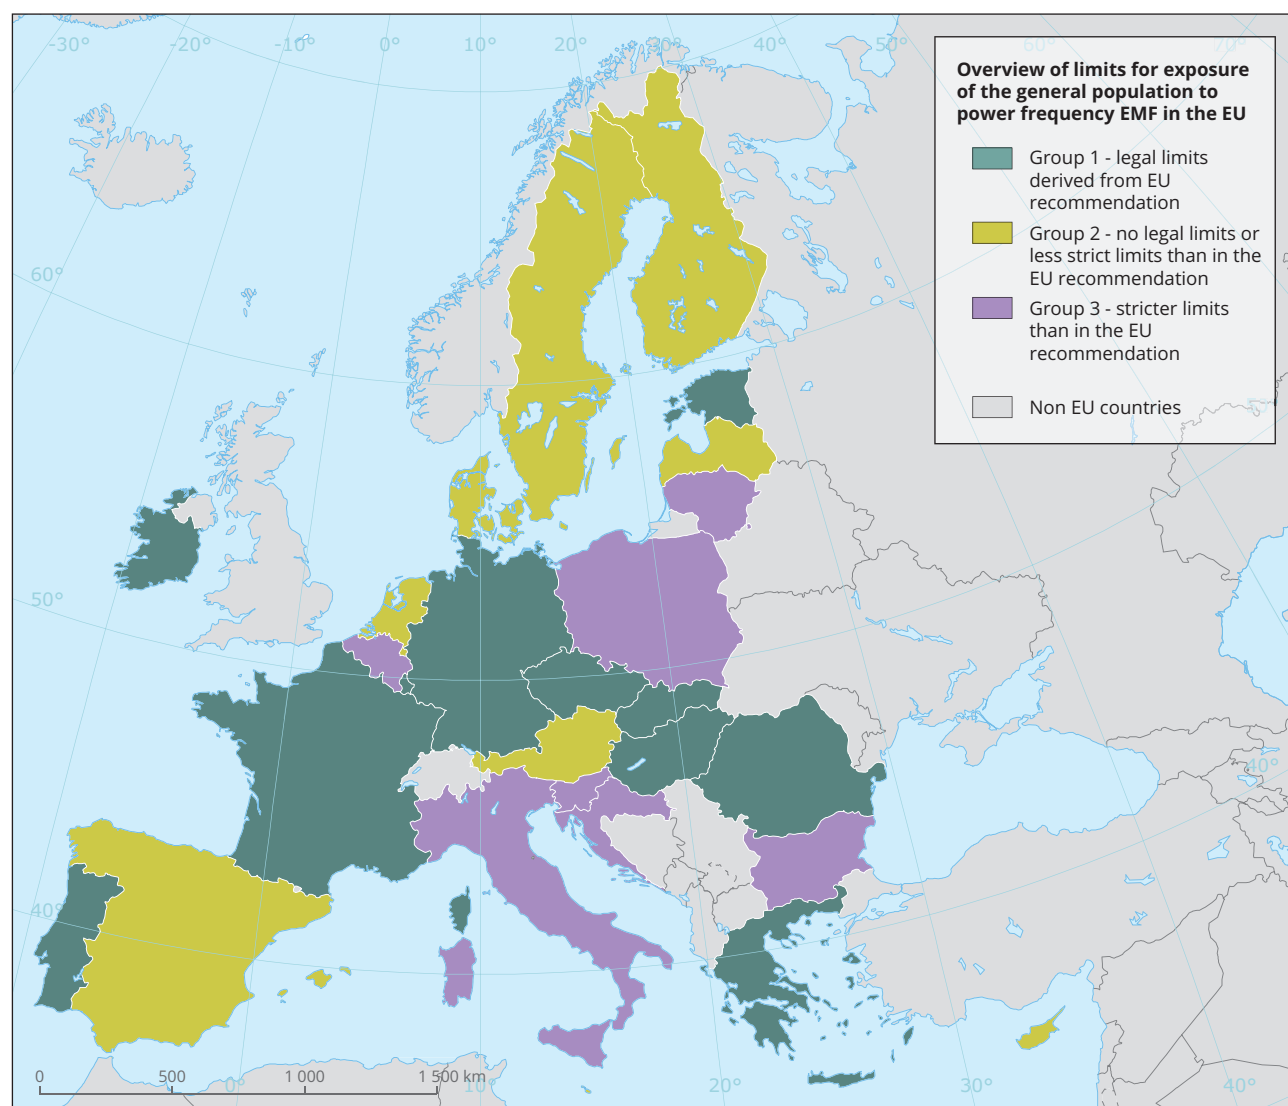 -30°
-20°
-10°
0°
10°
20°
30°
40°
50°
60°
70°
Overview of limits for exposure
of the general population to
power frequency EMF in the EU
Group 1 - legal limits
derived from EU
recommendation
Group 2 - no legal limits or
less strict limits than in the
EU recommendation
Group 3 - stricter limits
than in the EU
recommendation
Non EU countries
60°
50°
50°
40°
40°
0
500
1 000
1 500 km
0°
10°
20°
30°
40°